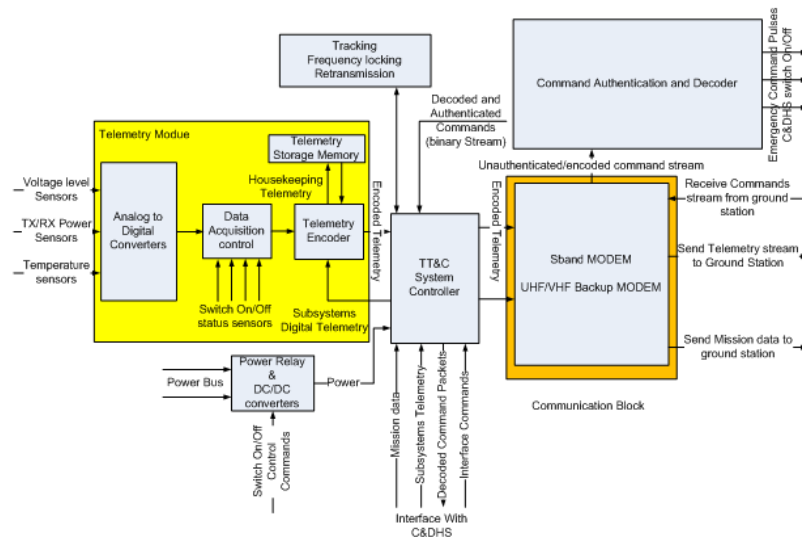 Tracking
Frequency locking
Retransmission
Command Authentication and Decoder
Emergency Command Pulses
C&DHS switch On/Off
Decoded and
Authenticated
Commands
(binary Stream)
Telemetry Modue
Telemetry
Storage Memory
Housekeeping
Telemetry
Unauthenticated/encoded command stream
Voltage level
Sensors
TX/RX Power
Sensors
Temperature
sensors
Analog to
Digital
Converters
Data
Acquisition
control
Telemetry
Encoder
Encoded Telemetry
TT&C
System
Controller
Encoded Telemetry
Sband MODEM
UHF/VHF Backup MODEM
Receive Commands
stream from ground
station
Send Telemetry stream
to Ground Station
Send Mission data to
ground station
Switch On/Off
status sensors
Subsystems
Digital Telemetry
Power Bus
Power Relay
&
DC/DC
converters
Power
Communication Block
Switch On/Off
Control
Commands
Mission data
Subsystems Telemetry
Decoded Command Packets
Interface Commands
Interface With
C&DHS